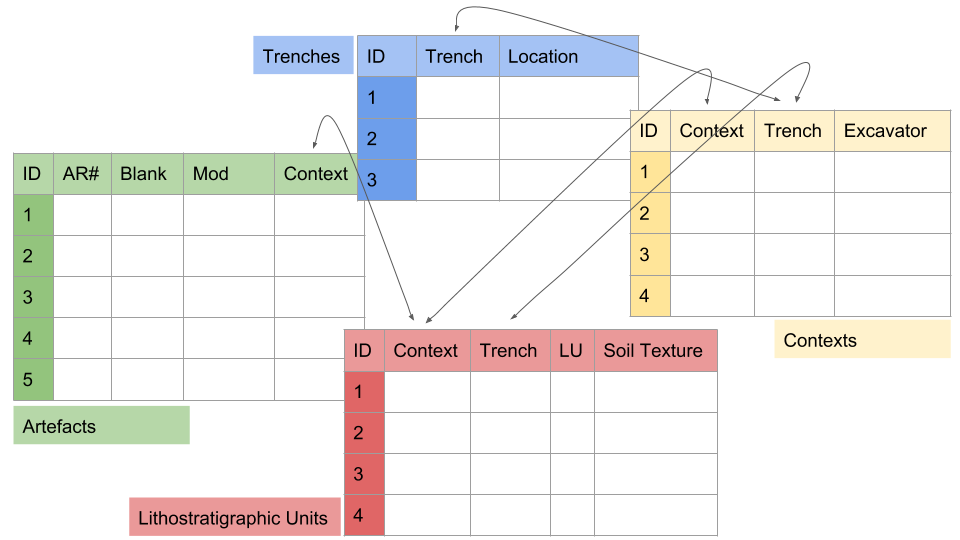 Trenches
ID Trench Location
1
2
3
ID Context Trench Excavator
1
2
3
4
Contexts
ID AR# Blank Mod Context
1
2
3
4
5
Artefacts
ID Context Trench LU Soil Texture
1
2
3
4
Lithostratigraphic Units